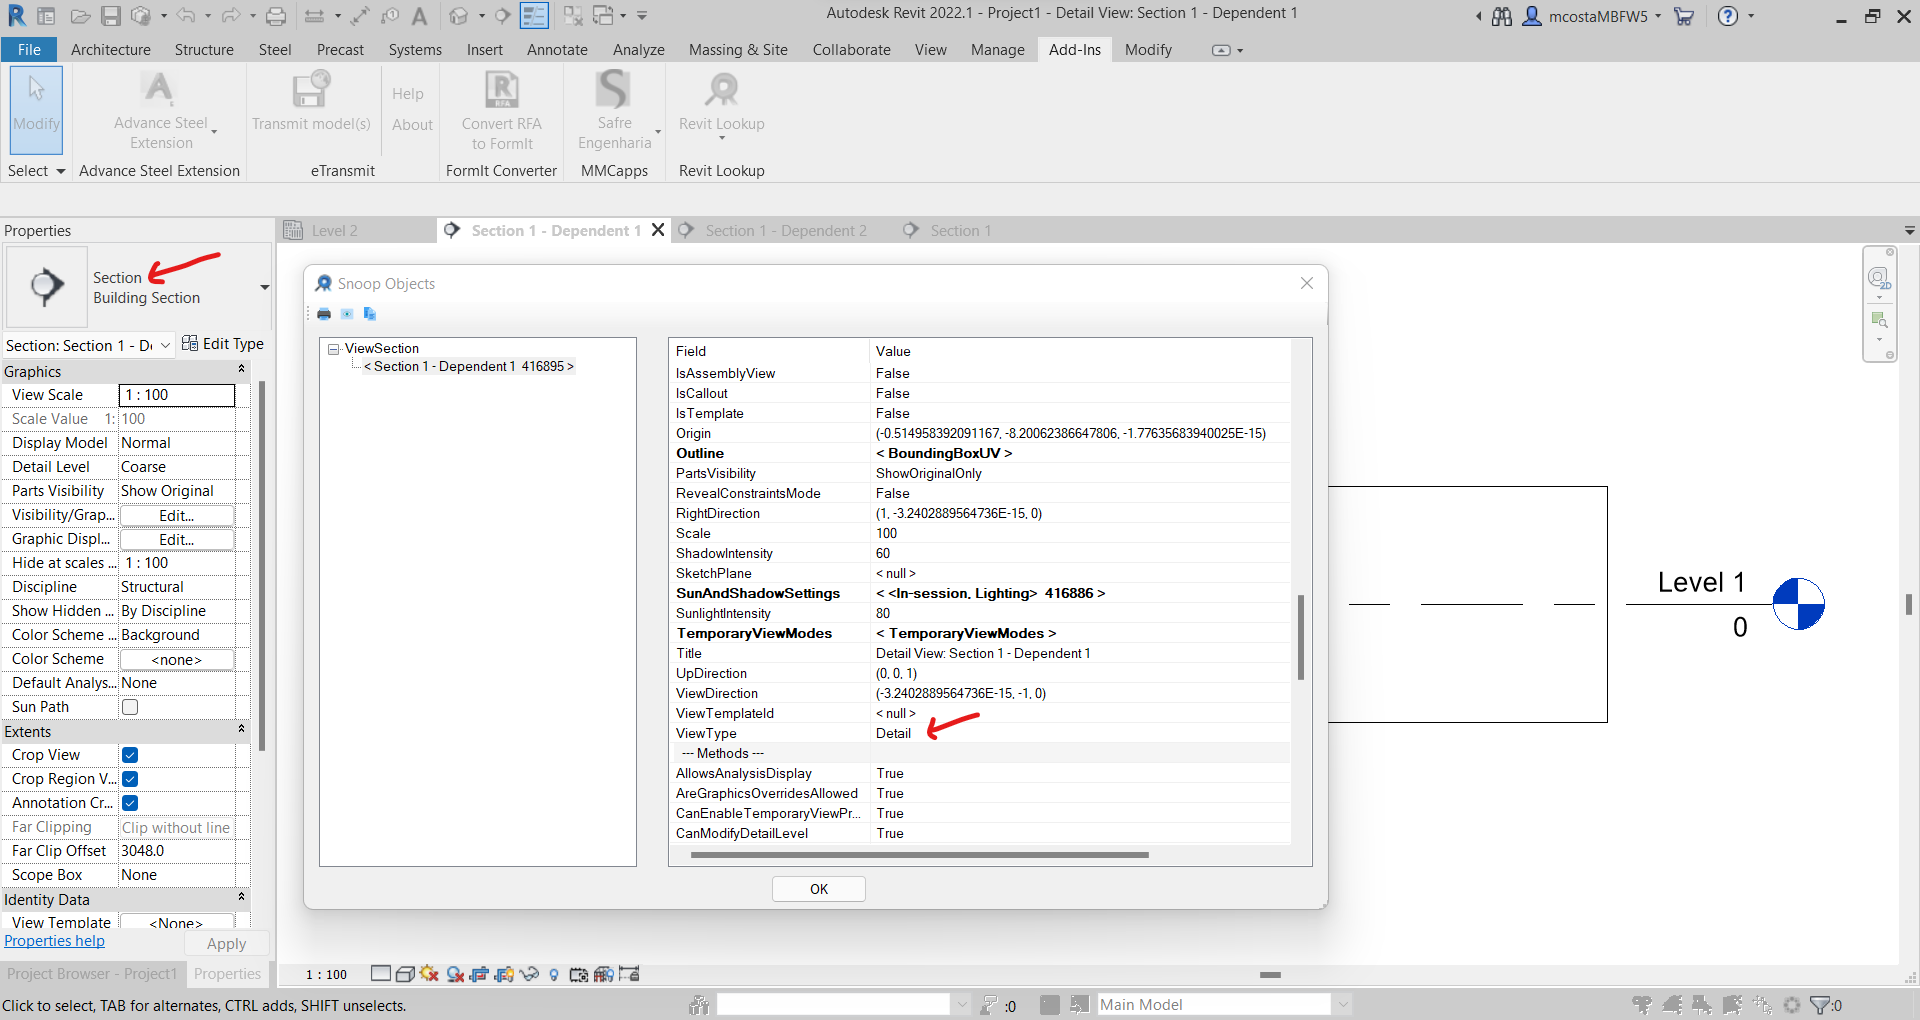 Autodesk Revit 2022.1 - Project1 - Detail View: Section 1 - Dependent 1
mcostaMBFW5
File Architecture Structure Steel Precast Systems Insert Annotate Analyze Massing & Site Collaborate View Manage Add-Ins Modify
Modify
Select
Advance Steel
Extension
Advance Steel Extension
Transmit model(s)
Help
About
eTransmit
RFA
Convert RFA
to FormIt
FormIt Converter
Safre
Engenharia
MMCapps
Revit Lookup
Revit Lookup
Properties
Section
Building Section
Section: Section 1 - D
Edit Type
Graphics
View Scale 1 : 100
Scale Value 1: 100
Display Model Normal
Detail Level Coarse
Parts Visibility Show Original
Visibility/Grap... Edit...
Graphic Displ... Edit...
Hide at scales ... 1 : 100
Discipline Structural
Show Hidden ... By Discipline
Color Scheme ... Background
Color Scheme <none>
Default Analys... None
Sun Path
Extents
Crop View
Crop Region V...
Annotation Cr...
Far Clipping Clip without line
Far Clip Offset 3048.0
Scope Box None
Identity Data
View Template <None>
Properties help
Apply
Project Browser - Project1 Properties
Level 2 Section 1 - Dependent 1 Section 1 - Dependent 2 Section 1
Snoop Objects
ViewSection
< Section 1 - Dependent 1 416895 >
Field Value
IsAssemblyView False
IsCallout False
IsTemplate False
Origin (-0.514958392091167, -8.20062386647806, -1.77635683940025E-15)
Outline < BoundingBoxUV >
PartsVisibility ShowOriginalOnly
RevealConstraintsMode False
RightDirection (1, -3.2402889564736E-15, 0)
Scale 100
ShadowIntensity 60
SketchPlane < null >
SunAndShadowSettings < <In-session, Lighting> 416886 >
SunlightIntensity 80
TemporaryViewModes < TemporaryViewModes >
Title Detail View: Section 1 - Dependent 1
UpDirection (0, 0, 1)
ViewDirection (-3.2402889564736E-15, -1, 0)
ViewTemplateId < null >
ViewType Detail
--- Methods ---
AllowsAnalysisDisplay True
AreGraphicsOverridesAllowed True
CanEnableTemporaryViewPr... True
CanModifyDetailLevel True
OK
2D
Level 1
0
1 : 100
Click to select, TAB for alternates, CTRL adds, SHIFT unselects.
:0
Main Model
:0